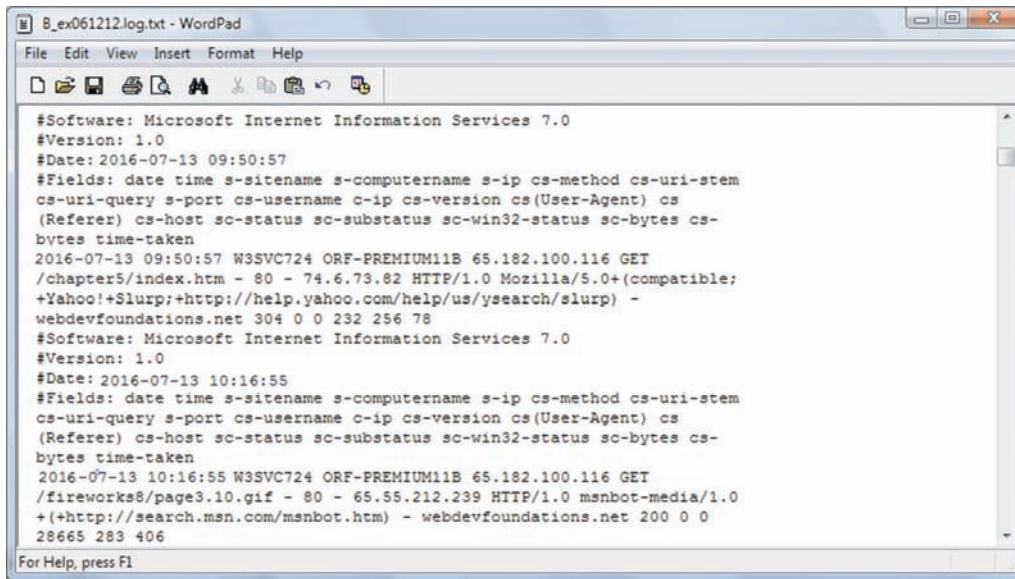 B_ex061212.log.txt - WordPad
File Edit View Insert Format Help
#Software: Microsoft Internet Information Services 7.0
#Version: 1.0
#Date: 2016-07-13 09:50:57
#Fields: date time s-sitename s-computername s-ip cs-method cs-uri-stem
cs-uri-query s-port cs-username c-ip cs-version cs(User-Agent) cs
(Referer) cs-host sc-status sc-substatus sc-win32-status sc-bytes cs-
bytes time-taken
2016-07-13 09:50:57 W3SVC724 ORF-PREMIUM11B 65.182.100.116 GET
/chapter5/index.htm - 80 - 74.6.73.82 HTTP/1.0 Mozilla/5.0+(compatible;
+Yahoo!+Slurp;+http://help.yahoo.com/help/us/ysearch/slurp) -
webdevfoundations.net 304 0 0 232 256 78
#Software: Microsoft Internet Information Services 7.0
#Version: 1.0
#Date: 2016-07-13 10:16:55
#Fields: date time s-sitename s-computername s-ip cs-method cs-uri-stem
cs-uri-query s-port cs-username c-ip cs-version cs(User-Agent) cs
(Referer) cs-host sc-status sc-substatus sc-win32-status sc-bytes cs-
bytes time-taken
2016-07-13 10:16:55 W3SVC724 ORF-PREMIUM11B 65.182.100.116 GET
/fireworks8/page3.10.gif - 80 - 65.55.212.239 HTTP/1.0 msnbot-media/1.0
+(+http://search.msn.com/msnbot.htm) - webdevfoundations.net 200 0 0
28665 283 406
For Help, press F1